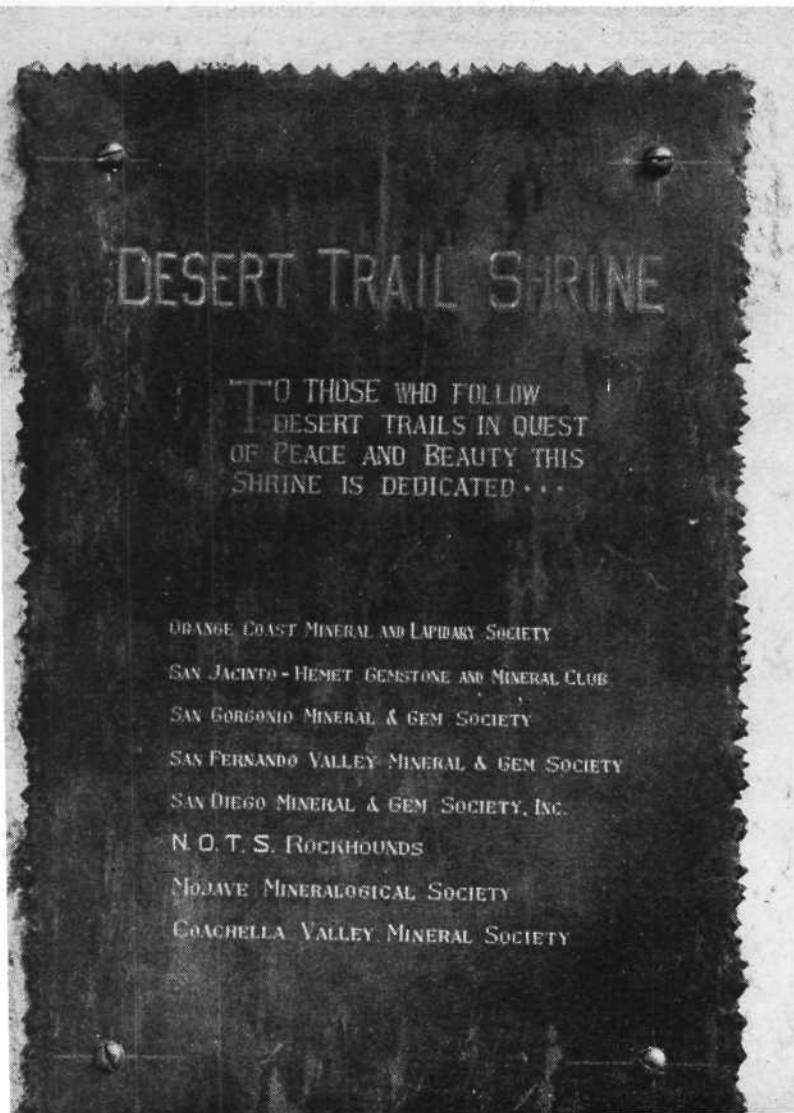 DESERT TRAIL SHRINE
TO THOSE WHO FOLLOW
DESERT TRAILS IN QUEST
OF PEACE AND BEAUTY THIS
SHRINE IS DEDICATED···
ORANGE COAST MINERAL AND LAPIDARY SOCIETY
SAN JACINTO-HEMET GEMSTONE AND MINERAL CLUB
SAN GORGONIO MINERAL & GEM SOCIETY
SAN FERNANDO VALLEY MINERAL & GEM SOCIETY
SAN DIEGO MINERAL & GEM SOCIETY, INC.
N.O.T.S. ROCKHOUNDS
MOJAVE MINERALOGICAL SOCIETY
COACHELLA VALLEY MINERAL SOCIETY